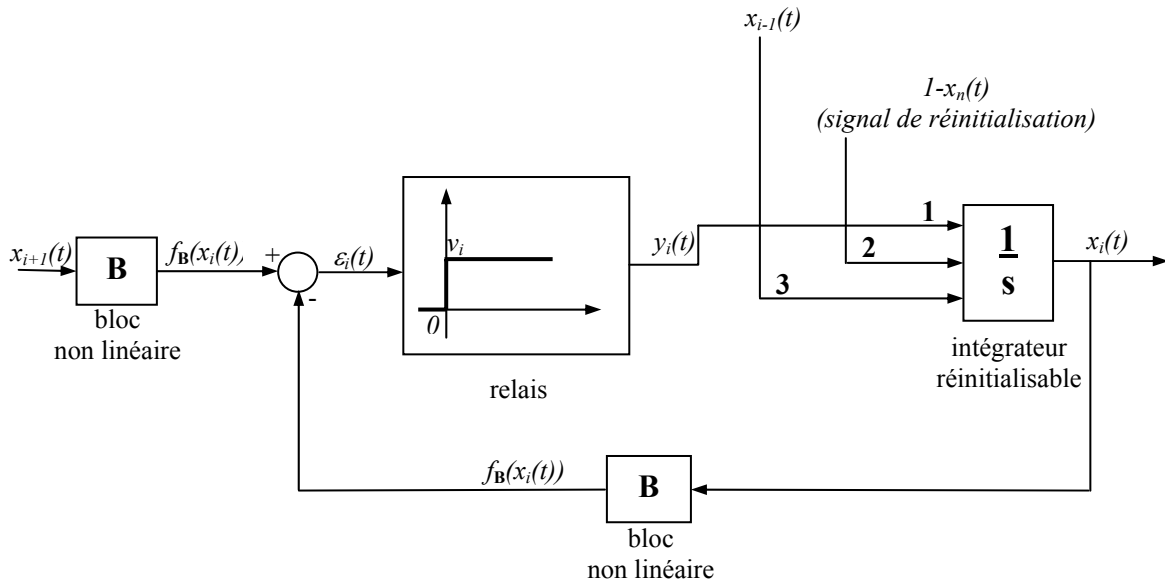 x_{i-1}(t)
1-x_n(t)
(signal de réinitialisation)
x_{i+1}(t)
B
f_B(x_i(t)
+
-
ε_i(t)
v_i
0
y_i(t)
1
2
3
1
s
x_i(t)
bloc
non linéaire
relais
intégrateur
réinitialisable
f_B(x_i(t))
B
bloc
non linéaire